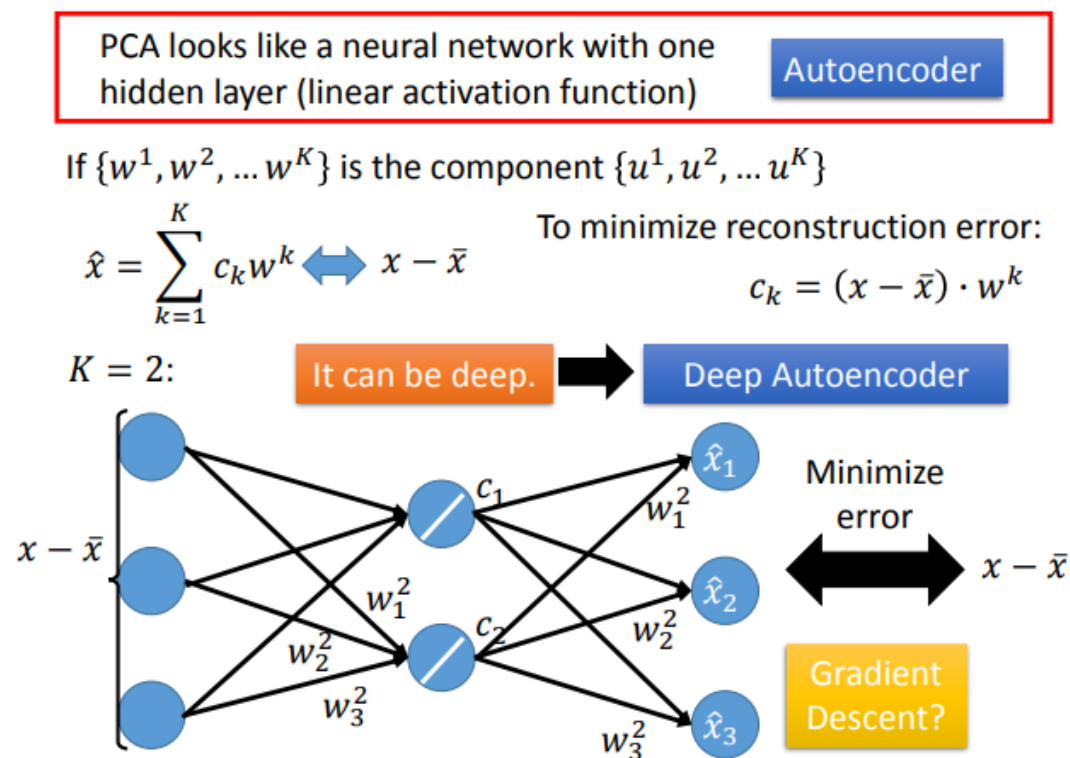 PCA looks like a neural network with one
hidden layer (linear activation function)
Autoencoder
If {w¹, w², … wᴷ} is the component {u¹, u², … uᴷ}
To minimize reconstruction error:
x̂ = ∑_{k=1}^{K} c_k w^k ⟺ x − x̄
c_k = (x − x̄) · w^k
K = 2:
It can be deep.
Deep Autoencoder
x − x̄
c₁
c₂
w₁²
w₂²
w₃²
w₁²
w₂²
w₃²
x̂₁
x̂₂
x̂₃
Minimize
error
x − x̄
Gradient
Descent?